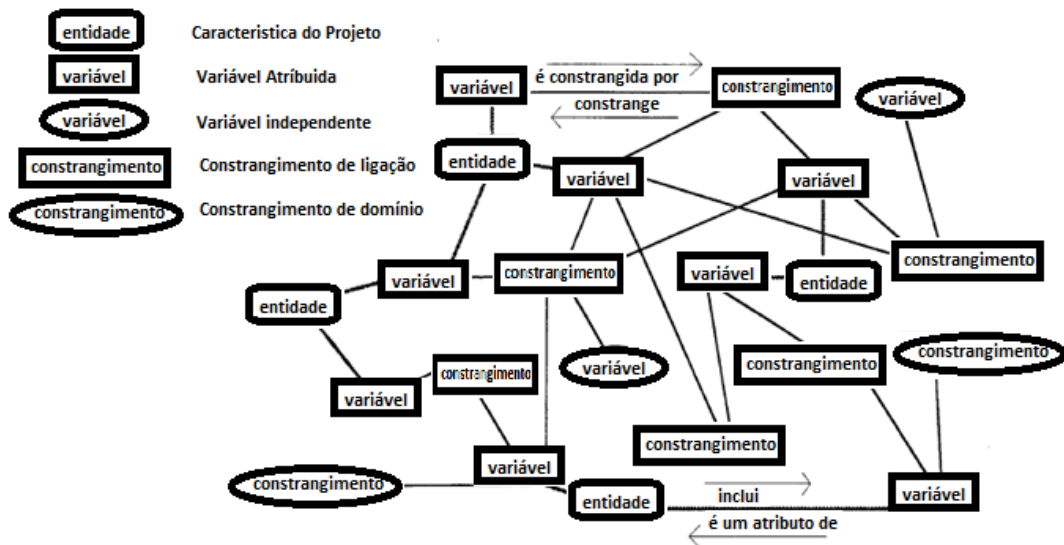 entidade
Caracteristica do Projeto
variável
Variável Atríbuida
variável
Variável independente
constrangimento
Constrangimento de ligação
constrangimento
Constrangimento de domínio
variável
é constrangida por
constrange
constrangimento
variável
entidade
variável
variável
variável
constrangimento
variável
entidade
constrangimento
entidade
variável
constrangimento
variável
constrangimento
constrangimento
constrangimento
variável
constrangimento
entidade
inclui
é um atributo de
variável